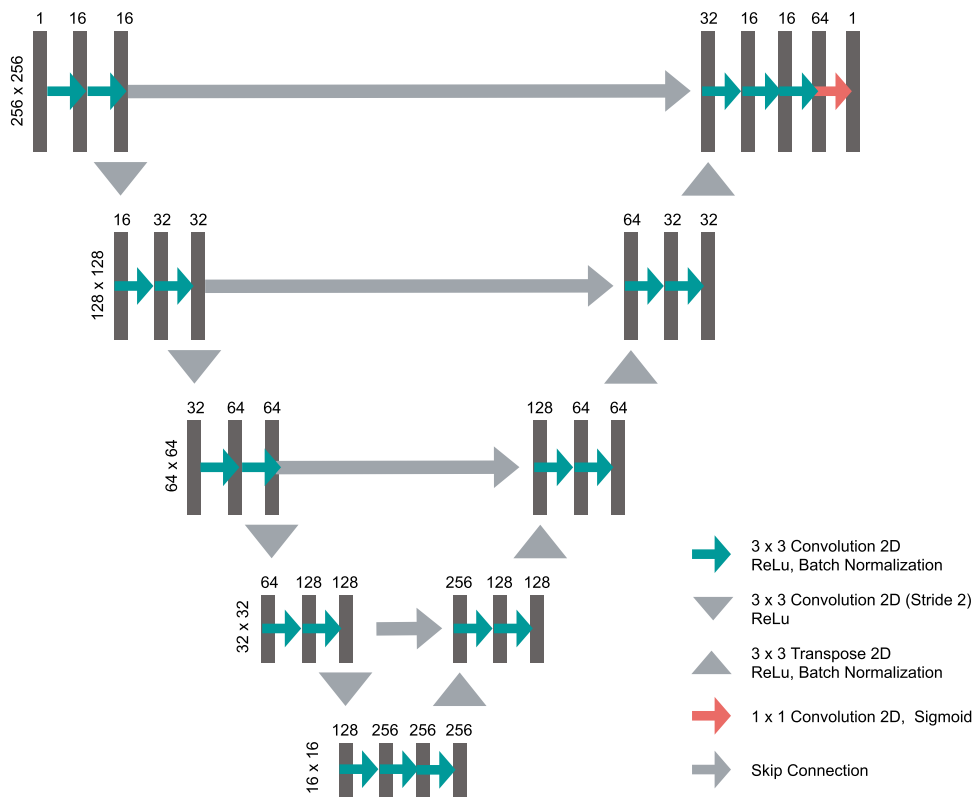 1 16 16 32 16 16 64 1
256 x 256
16 32 32 64 32 32
128 x 128
32 64 64 128 64 64
64 x 64
64 128 128 256 128 128
32 x 32
128 256 256 256
16 x 16
3 x 3 Convolution 2D
ReLu, Batch Normalization
3 x 3 Convolution 2D (Stride 2)
ReLu
3 x 3 Transpose 2D
ReLu, Batch Normalization
1 x 1 Convolution 2D, Sigmoid
Skip Connection